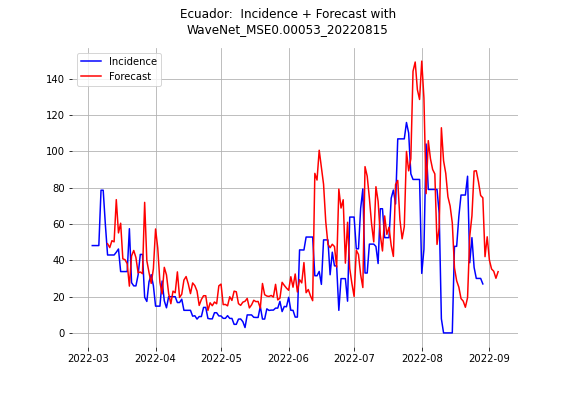 Ecuador:  Incidence + Forecast with
WaveNet_MSE0.00053_20220815
Incidence
Forecast
140
120
100
80
60
40
20
0
2022-03 2022-04 2022-05 2022-06 2022-07 2022-08 2022-09